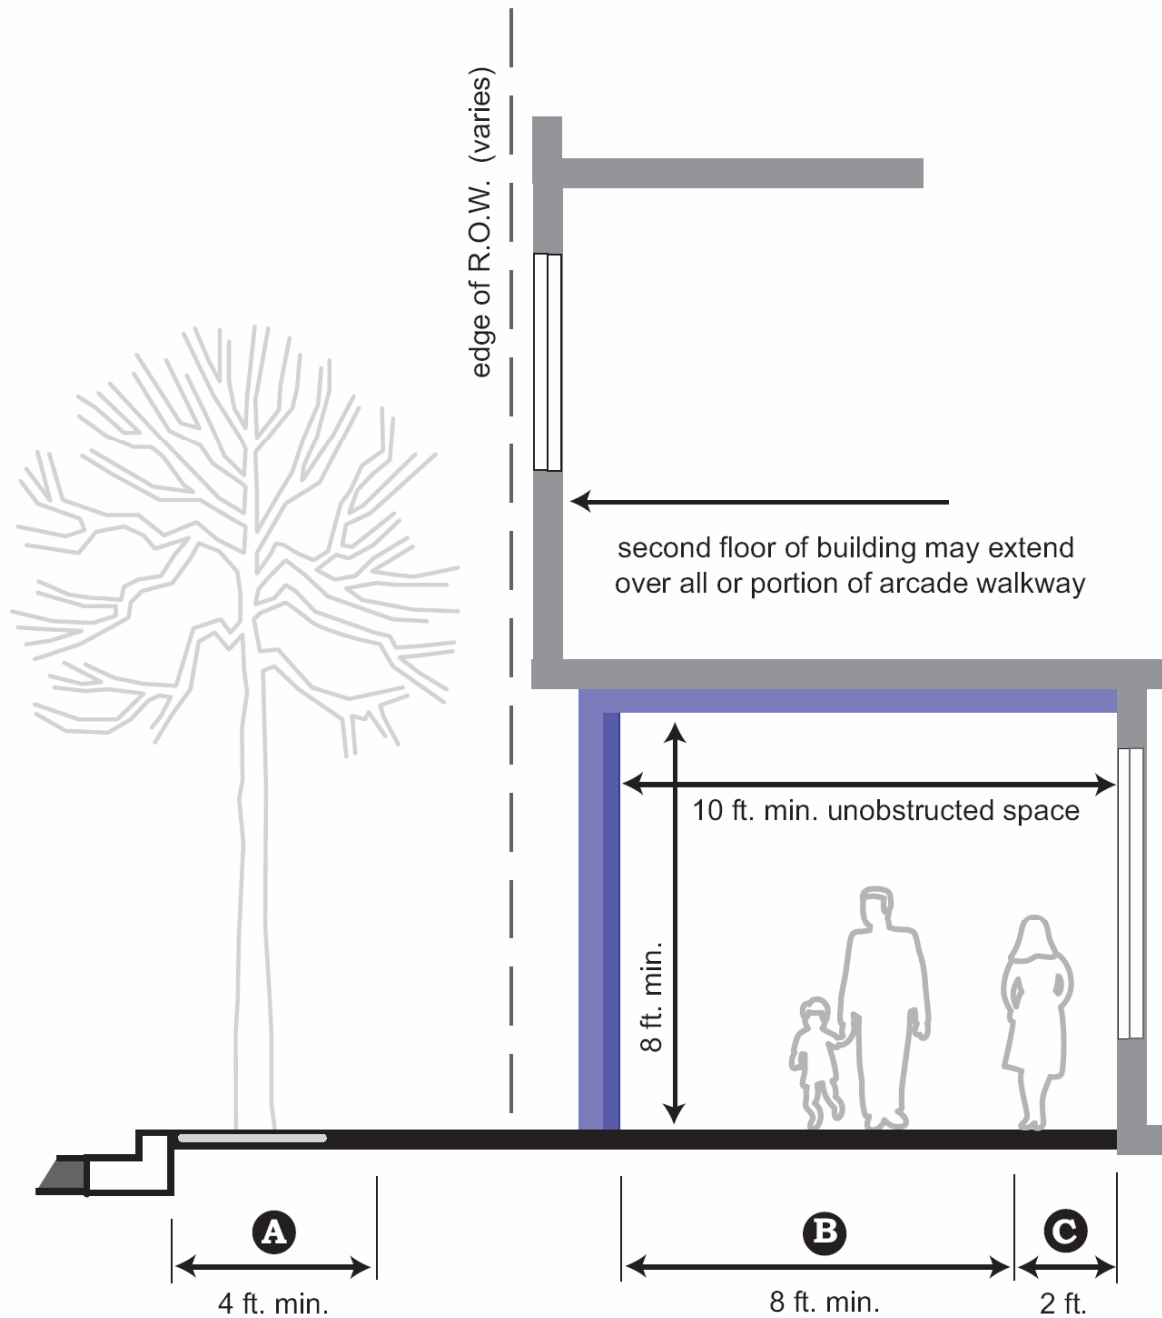 edge of R.O.W. (varies)
second floor of building may extend
over all or portion of arcade walkway
10 ft. min. unobstructed space
8 ft. min.
A
B
C
4 ft. min.
8 ft. min.
2 ft.